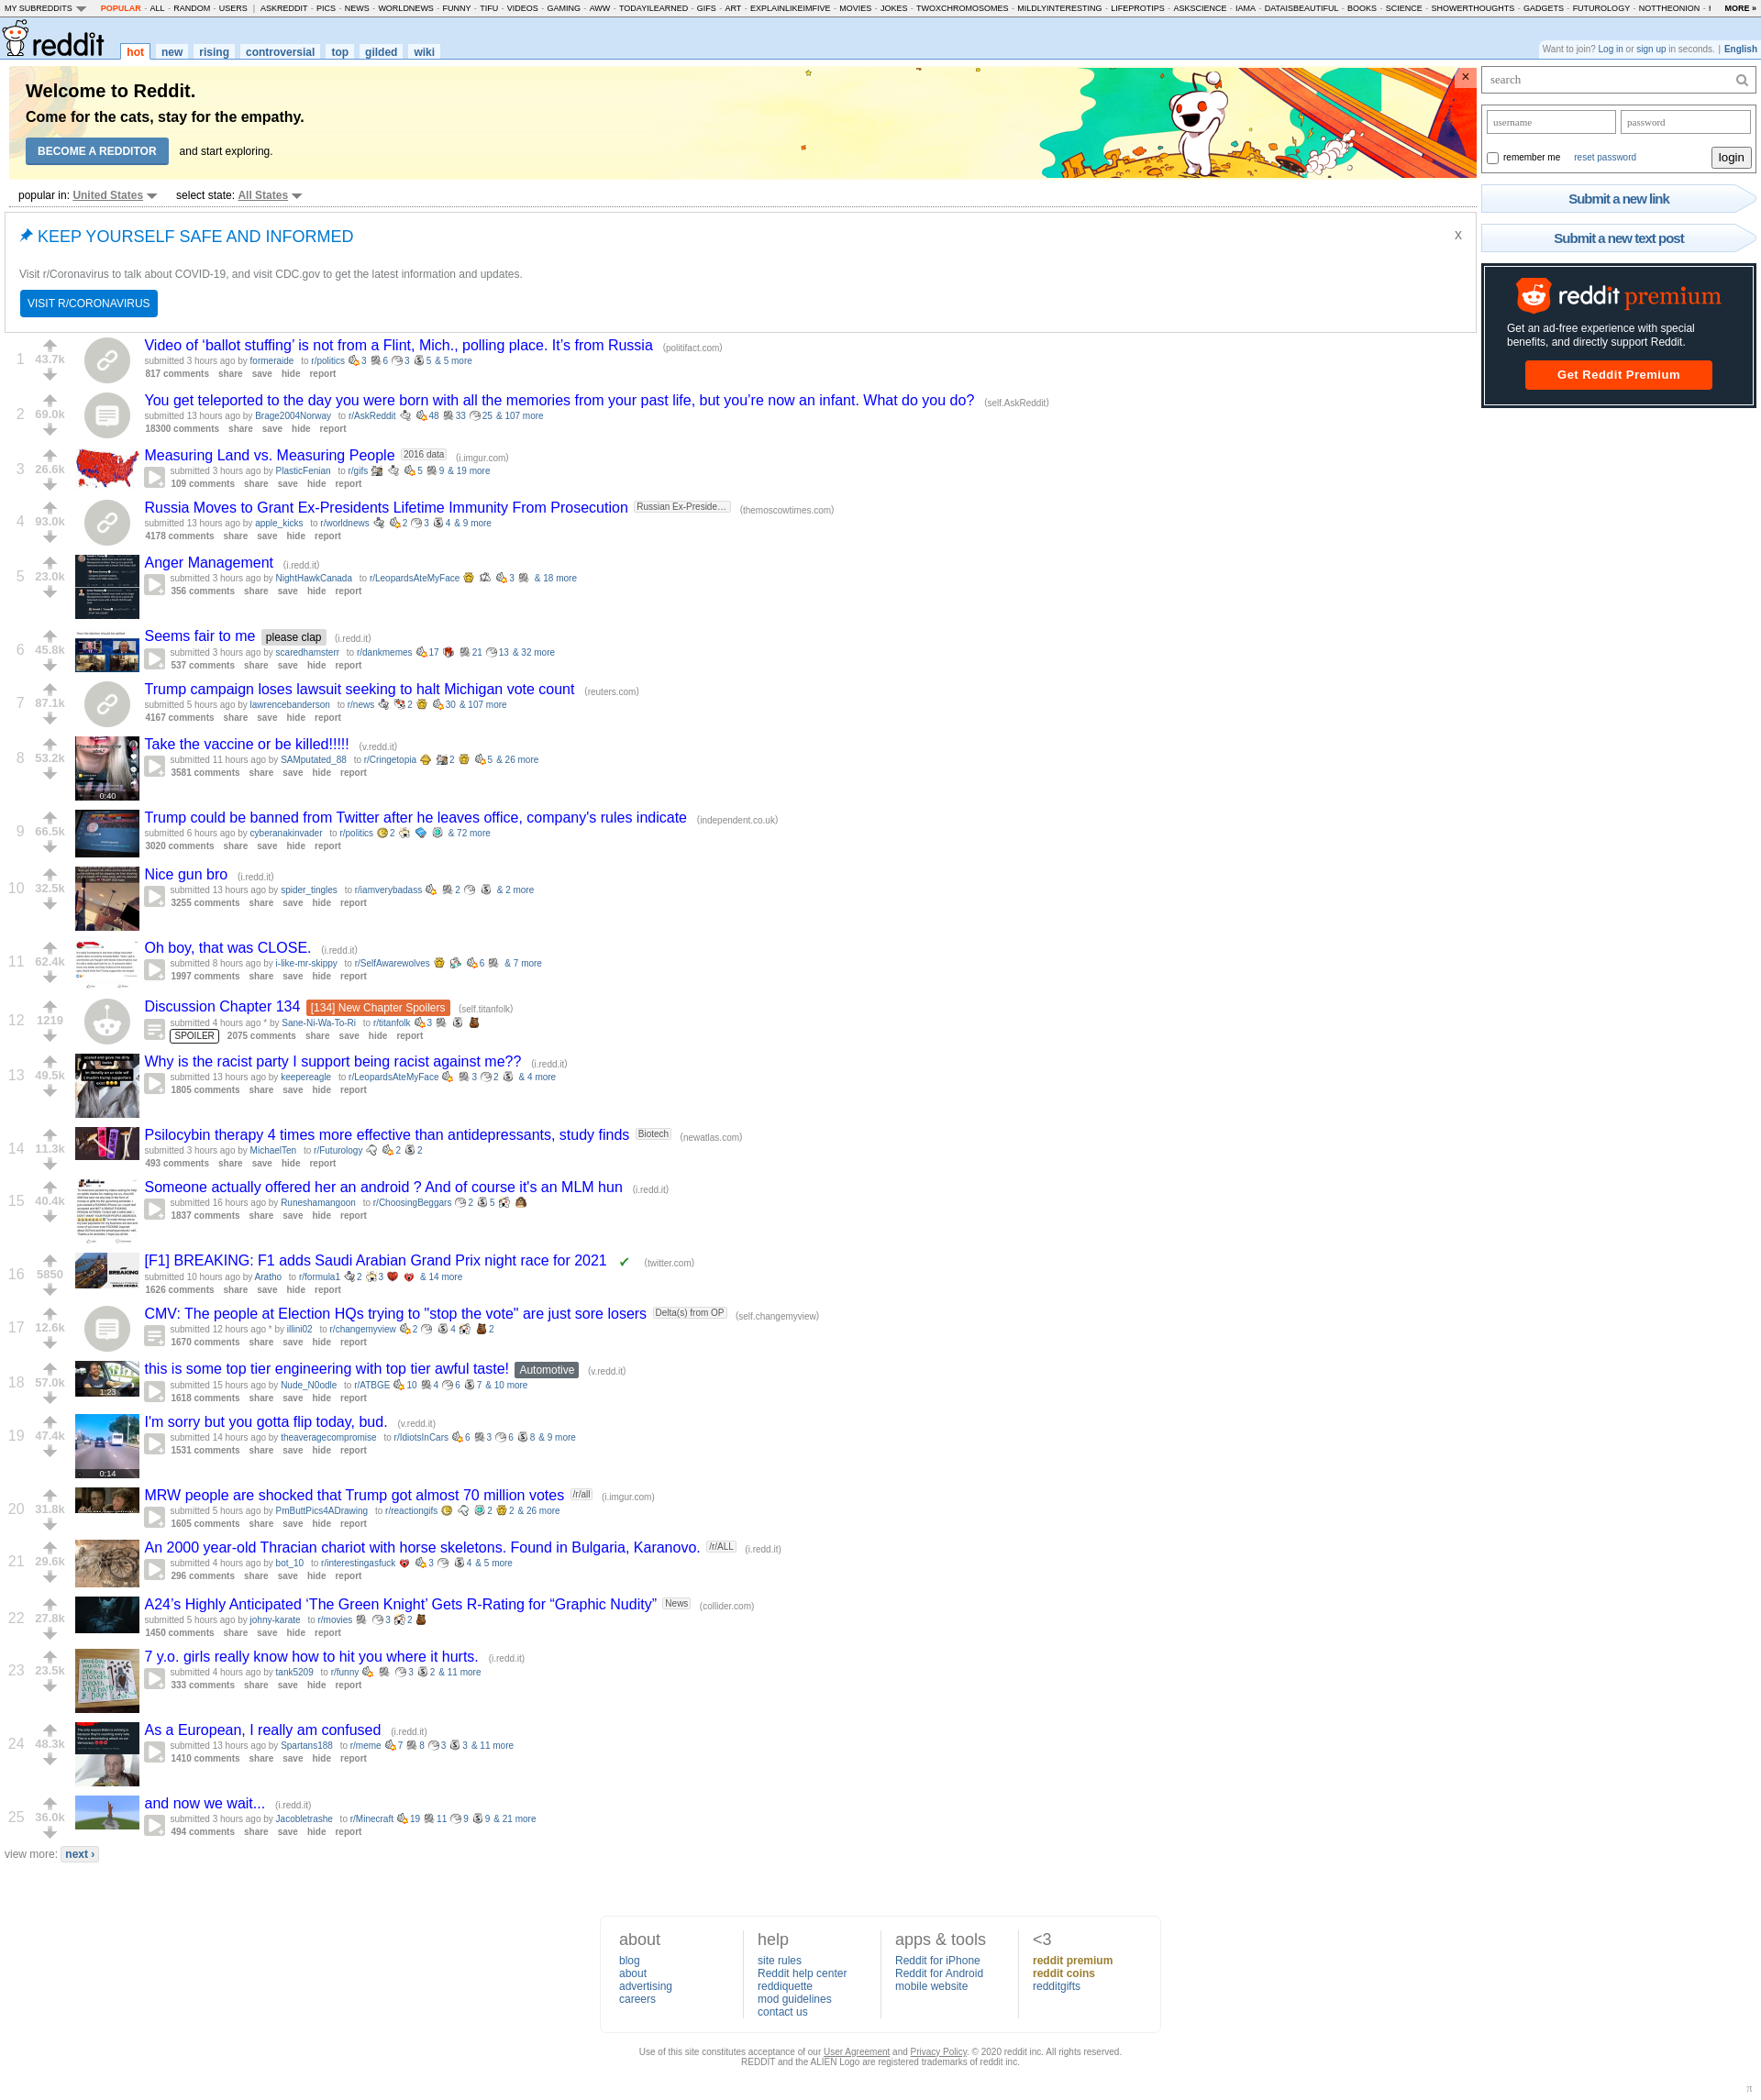 MY SUBREDDITS POPULAR - ALL - RANDOM - USERS | ASKREDDIT - PICS - NEWS - WORLDNEWS - FUNNY - TIFU - VIDEOS - GAMING - AWW - TODAYILEARNED - GIFS - ART - EXPLAINLIKEIMFIVE - MOVIES - JOKES - TWOXCHROMOSOMES - MILDLYINTERESTING - LIFEPROTIPS - ASKSCIENCE - IAMA - DATAISBEAUTIFUL - BOOKS - SCIENCE - SHOWERTHOUGHTS - GADGETS - FUTUROLOGY - NOTTHEONION - MORE »
reddit hot new rising controversial top gilded wiki
Want to join? Log in or sign up in seconds. | English
Welcome to Reddit.
Come for the cats, stay for the empathy.
BECOME A REDDITOR and start exploring.
search
username password
remember me reset password login
Submit a new link
Submit a new text post
reddit premium
Get an ad-free experience with special
benefits, and directly support Reddit.
Get Reddit Premium
popular in: United States select state: All States
KEEP YOURSELF SAFE AND INFORMED x
Visit r/Coronavirus to talk about COVID-19, and visit CDC.gov to get the latest information and updates.
VISIT R/CORONAVIRUS
1 43.7k Video of ‘ballot stuffing’ is not from a Flint, Mich., polling place. It’s from Russia (politifact.com)
submitted 3 hours ago by formeraide to r/politics 3 6 3 5 & 5 more
817 comments share save hide report
2 69.0k You get teleported to the day you were born with all the memories from your past life, but you’re now an infant. What do you do? (self.AskReddit)
submitted 13 hours ago by Brage2004Norway to r/AskReddit 48 33 25 & 107 more
18300 comments share save hide report
3 26.6k Measuring Land vs. Measuring People 2016 data (i.imgur.com)
submitted 3 hours ago by PlasticFenian to r/gifs 5 9 & 19 more
109 comments share save hide report
4 93.0k Russia Moves to Grant Ex-Presidents Lifetime Immunity From Prosecution Russian Ex-Preside… (themoscowtimes.com)
submitted 13 hours ago by apple_kicks to r/worldnews 2 3 4 & 9 more
4178 comments share save hide report
5 23.0k Anger Management (i.redd.it)
submitted 3 hours ago by NightHawkCanada to r/LeopardsAteMyFace 3 & 18 more
356 comments share save hide report
6 45.8k Seems fair to me please clap (i.redd.it)
submitted 3 hours ago by scaredhamsterr to r/dankmemes 17 21 13 & 32 more
537 comments share save hide report
7 87.1k Trump campaign loses lawsuit seeking to halt Michigan vote count (reuters.com)
submitted 5 hours ago by lawrencebanderson to r/news 2 30 & 107 more
4167 comments share save hide report
8 53.2k Take the vaccine or be killed!!!!! (v.redd.it)
submitted 11 hours ago by SAMputated_88 to r/Cringetopia 2 5 & 26 more
3581 comments share save hide report
0:40
9 66.5k Trump could be banned from Twitter after he leaves office, company's rules indicate (independent.co.uk)
submitted 6 hours ago by cyberanakinvader to r/politics 2 & 72 more
3020 comments share save hide report
10 32.5k Nice gun bro (i.redd.it)
submitted 13 hours ago by spider_tingles to r/iamverybadass 2 & 2 more
3255 comments share save hide report
11 62.4k Oh boy, that was CLOSE. (i.redd.it)
submitted 8 hours ago by i-like-mr-skippy to r/SelfAwarewolves 6 & 7 more
1997 comments share save hide report
12 1219 Discussion Chapter 134 [134] New Chapter Spoilers (self.titanfolk)
submitted 4 hours ago * by Sane-Ni-Wa-To-Ri to r/titanfolk 3
SPOILER 2075 comments share save hide report
13 49.5k Why is the racist party I support being racist against me?? (i.redd.it)
submitted 13 hours ago by keepereagle to r/LeopardsAteMyFace 3 2 & 4 more
1805 comments share save hide report
14 11.3k Psilocybin therapy 4 times more effective than antidepressants, study finds Biotech (newatlas.com)
submitted 3 hours ago by MichaelTen to r/Futurology 2 2
493 comments share save hide report
15 40.4k Someone actually offered her an android ? And of course it's an MLM hun (i.redd.it)
submitted 16 hours ago by Runeshamangoon to r/ChoosingBeggars 2 5
1837 comments share save hide report
16 5850 [F1] BREAKING: F1 adds Saudi Arabian Grand Prix night race for 2021 ✔ (twitter.com)
submitted 10 hours ago by Aratho to r/formula1 2 3 & 14 more
1626 comments share save hide report
BREAKING
17 12.6k CMV: The people at Election HQs trying to "stop the vote" are just sore losers Delta(s) from OP (self.changemyview)
submitted 12 hours ago * by illini02 to r/changemyview 2 4 2
1670 comments share save hide report
18 57.0k this is some top tier engineering with top tier awful taste! Automotive (v.redd.it)
submitted 15 hours ago by Nude_N0odle to r/ATBGE 10 4 6 7 & 10 more
1618 comments share save hide report
1:23
19 47.4k I'm sorry but you gotta flip today, bud. (v.redd.it)
submitted 14 hours ago by theaveragecompromise to r/IdiotsInCars 6 3 6 8 & 9 more
1531 comments share save hide report
0:14
20 31.8k MRW people are shocked that Trump got almost 70 million votes /r/all (i.imgur.com)
submitted 5 hours ago by PmButtPics4ADrawing to r/reactiongifs 2 2 & 26 more
1605 comments share save hide report
21 29.6k An 2000 year-old Thracian chariot with horse skeletons. Found in Bulgaria, Karanovo. /r/ALL (i.redd.it)
submitted 4 hours ago by bot_10 to r/interestingasfuck 3 4 & 5 more
296 comments share save hide report
22 27.8k A24’s Highly Anticipated ‘The Green Knight’ Gets R-Rating for “Graphic Nudity” News (collider.com)
submitted 5 hours ago by johny-karate to r/movies 3 2
1450 comments share save hide report
23 23.5k 7 y.o. girls really know how to hit you where it hurts. (i.redd.it)
submitted 4 hours ago by tank5209 to r/funny 3 2 & 11 more
333 comments share save hide report
24 48.3k As a European, I really am confused (i.redd.it)
submitted 13 hours ago by Spartans188 to r/meme 7 8 3 3 & 11 more
1410 comments share save hide report
25 36.0k and now we wait... (i.redd.it)
submitted 3 hours ago by Jacobletrashe to r/Minecraft 19 11 9 9 & 21 more
494 comments share save hide report
view more: next ›
about
blog
about
advertising
careers
help
site rules
Reddit help center
reddiquette
mod guidelines
contact us
apps & tools
Reddit for iPhone
Reddit for Android
mobile website
<3
reddit premium
reddit coins
redditgifts
Use of this site constitutes acceptance of our User Agreement and Privacy Policy. © 2020 reddit inc. All rights reserved.
REDDIT and the ALIEN Logo are registered trademarks of reddit inc.
π